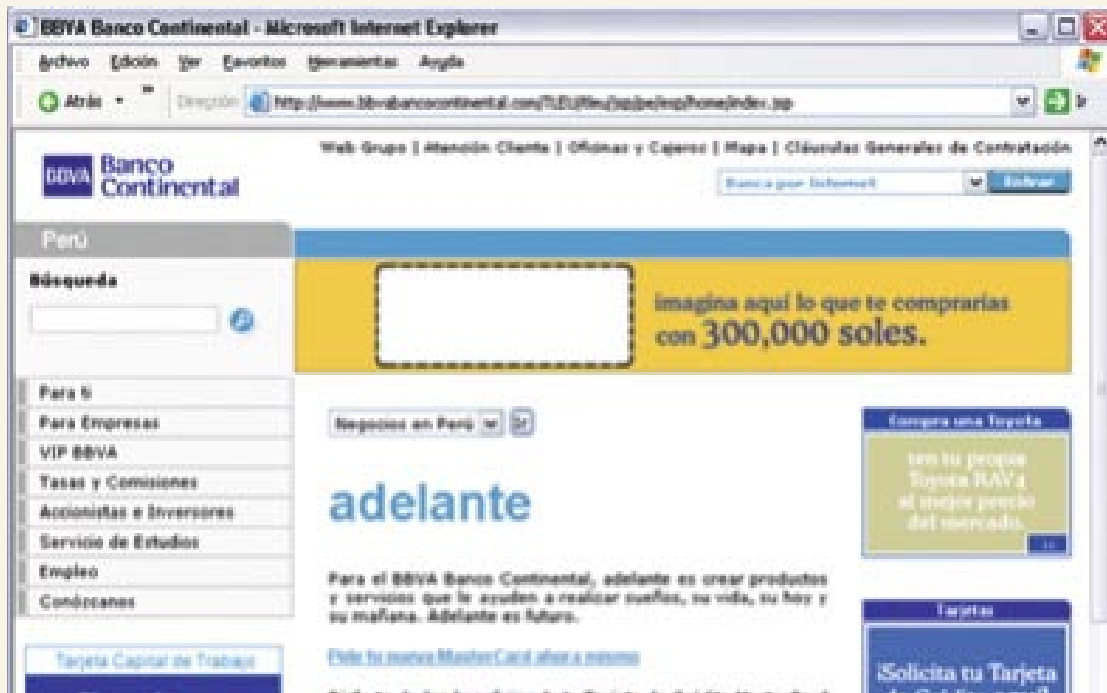 BBVA Banco Continental - Microsoft Internet Explorer
Archivo Edición Ver Favoritos Herramientas Ayuda
Atrás Dirección
Ir
Web Grupo | Atención Cliente | Oficinas y Cajeros | Mapa | Cláusulas Generales de Contratación
BBVA Banco
Continental
Banca por Internet Entrar
Perú
Búsqueda
imagina aquí lo que te comprarías
con 300,000 soles.
Para ti
Para Empresas
VIP BBVA
Tasas y Comisiones
Accionistas e Inversores
Servicio de Estudios
Empleo
Conózcanos
Tarjeta Capital de Trabajo
Negocios en Perú Ir
adelante
Para el BBVA Banco Continental, adelante es crear productos
y servicios que le ayuden a realizar sueños, su vida, su hoy y
su mañana. Adelante es futuro.
Pide tu nueva MasterCard ahora mismo
Compra una Toyota
ten tu propia
Toyota RAV4
al mejor precio
del mercado.
Tarjetas
¡Solicita tu Tarjeta